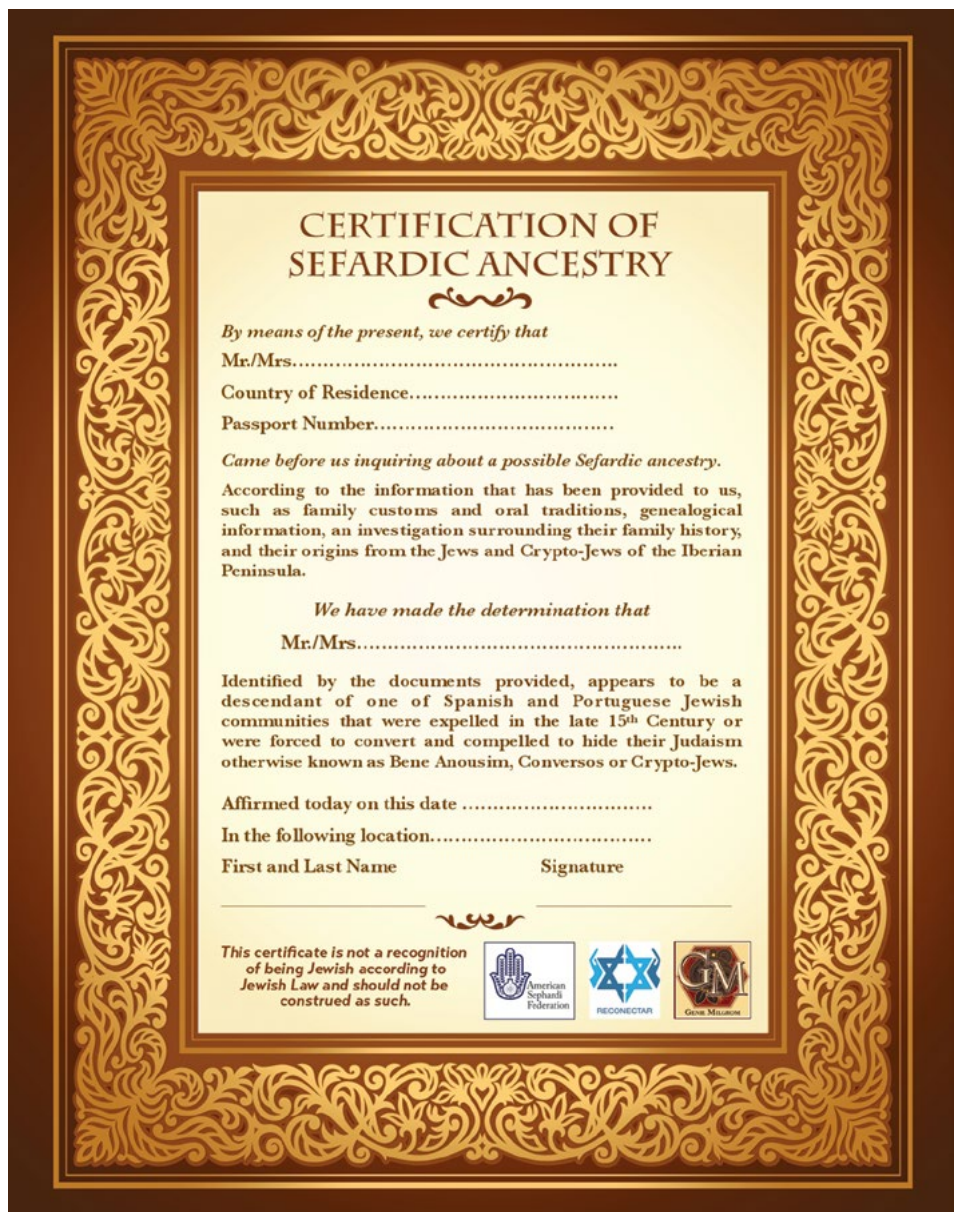 CERTIFICATION OF
SEFARDIC ANCESTRY
By means of the present, we certify that
Mr./Mrs......................................................
Country of Residence..................................
Passport Number.......................................
Came before us inquiring about a possible Sefardic ancestry.
According to the information that has been provided to us,
such as family customs and oral traditions, genealogical
information, an investigation surrounding their family history,
and their origins from the Jews and Crypto-Jews of the Iberian
Peninsula.
We have made the determination that
Mr./Mrs......................................................
Identified by the documents provided, appears to be a
descendant of one of Spanish and Portuguese Jewish
communities that were expelled in the late 15th Century or
were forced to convert and compelled to hide their Judaism
otherwise known as Bene Anousim, Conversos or Crypto-Jews.
Affirmed today on this date ...............................
In the following location....................................
First and Last Name Signature
This certificate is not a recognition
of being Jewish according to
Jewish Law and should not be
construed as such.
American
Sephardi
Federation
RECONECTAR
GM
GENIE MILGROM